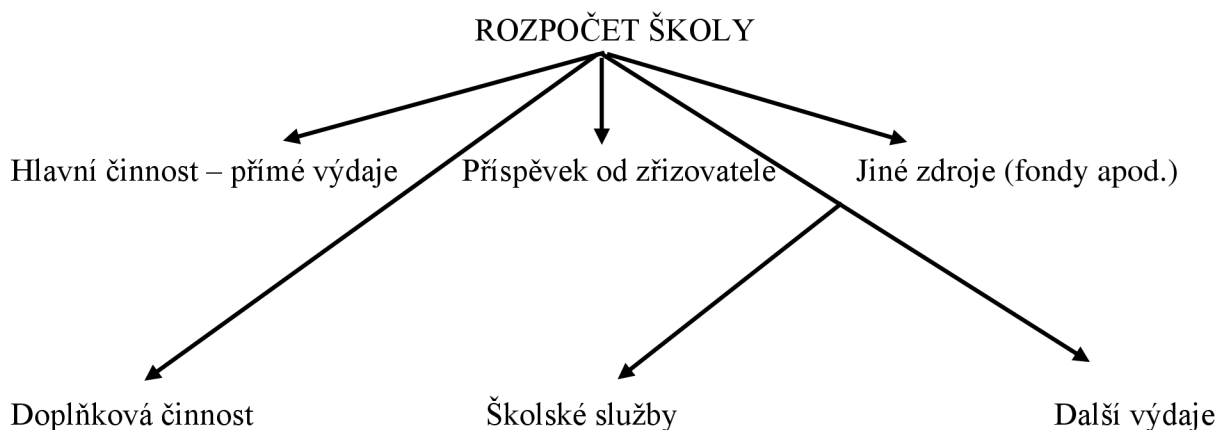 ROZPOČET ŠKOLY
Hlavní činnost – přímé výdaje Příspěvek od zřizovatele Jiné zdroje (fondy apod.)
Doplňková činnost Školské služby Další výdaje